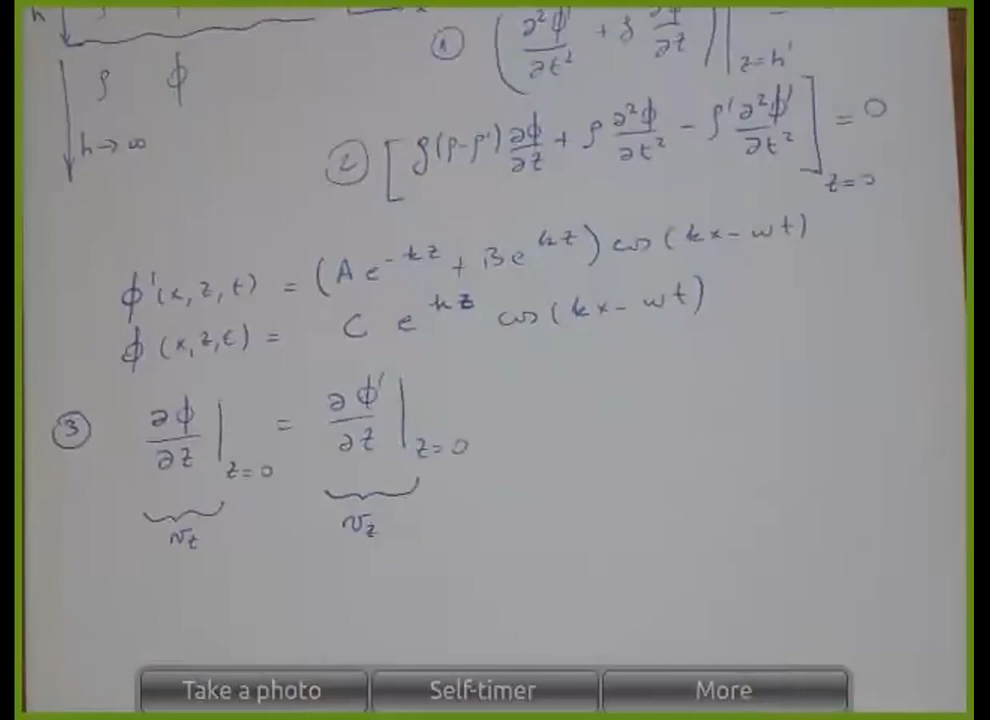 h'
ρ φ
h → ∞
① ( ∂²φ'/∂t² + g ∂φ'/∂z ) |z=h'
② [ g(ρ-ρ') ∂φ/∂z + ρ ∂²φ/∂t² - ρ' ∂²φ'/∂t² ]z=0 = 0
φ'(x,z,t) = (A e^-kz + B e^kz) cos(kx-ωt)
φ(x,z,t) = C e^kz cos(kx-ωt)
③ ∂φ/∂z |z=0 = ∂φ'/∂z |z=0
vz vz
Take a photo Self-timer More